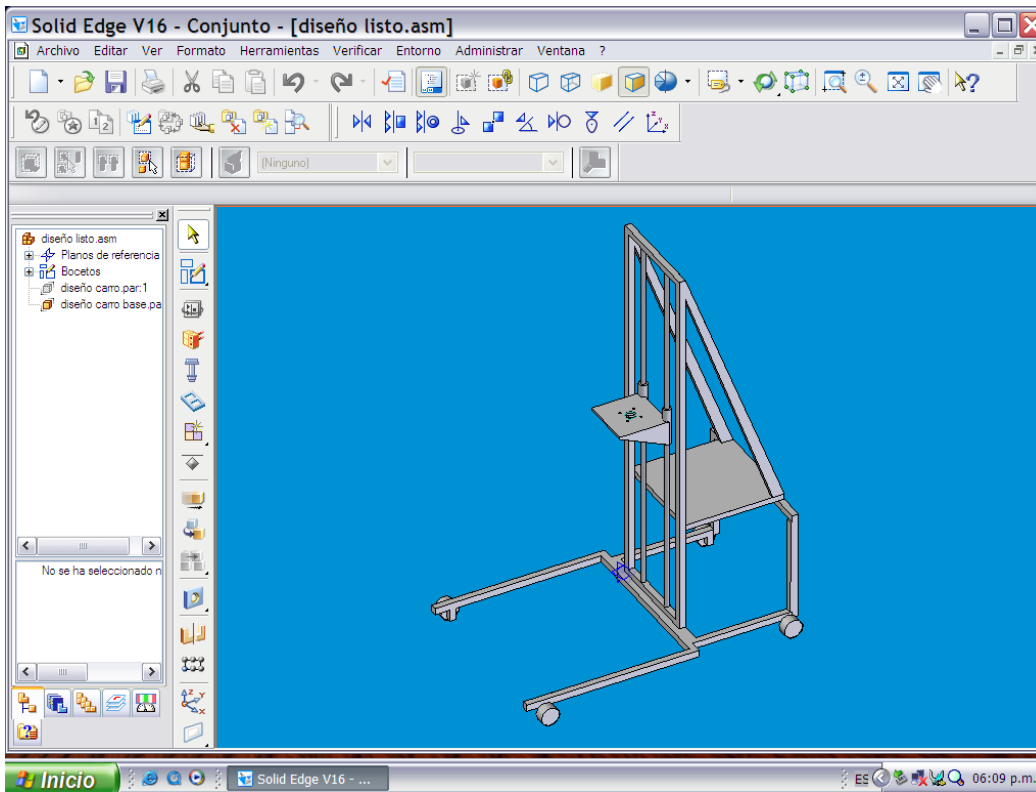 Solid Edge V16 - Conjunto - [diseño listo.asm]
Archivo Editar Ver Formato Herramientas Verificar Entorno Administrar Ventana ?
(Ninguno)
diseño listo.asm
Planos de referencia
Bocetos
diseño carro.par:1
diseño carro base.pa
No se ha seleccionado n
Inicio
Solid Edge V16 - ...
ES
06:09 p.m.